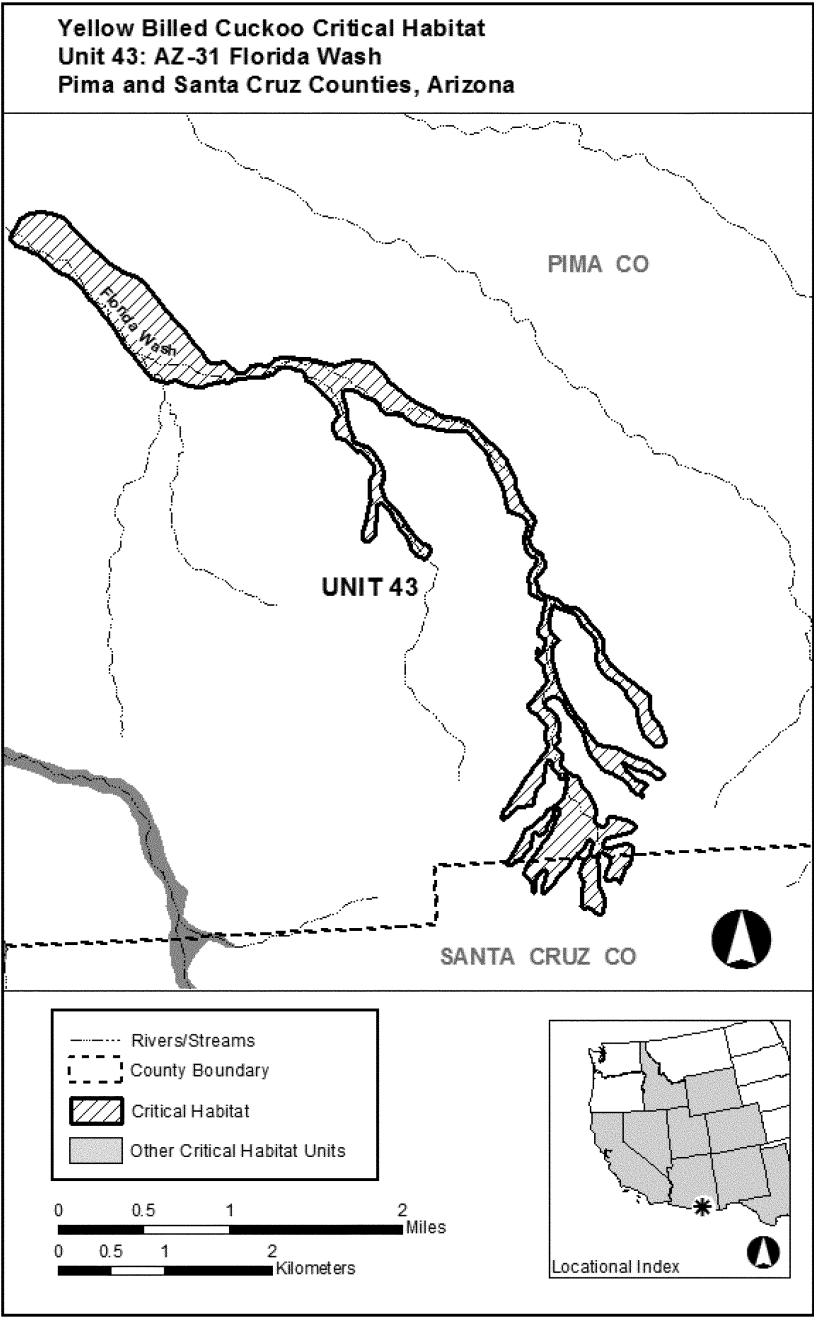 Yellow Billed Cuckoo Critical Habitat
Unit 43: AZ-31 Florida Wash
Pima and Santa Cruz Counties, Arizona
PIMA CO
Florida Wash
UNIT 43
SANTA CRUZ CO
Rivers/Streams
County Boundary
Critical Habitat
Other Critical Habitat Units
0 0.5 1 2
Miles
0 0.5 1 2
Kilometers
Locational Index